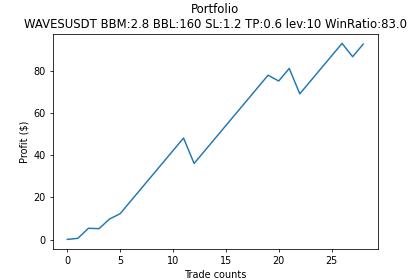 Portfolio
WAVESUSDT BBM:2.8 BBL:160 SL:1.2 TP:0.6 lev:10 WinRatio:83.0
Profit ($)
80
60
40
20
0
0 5 10 15 20 25
Trade counts